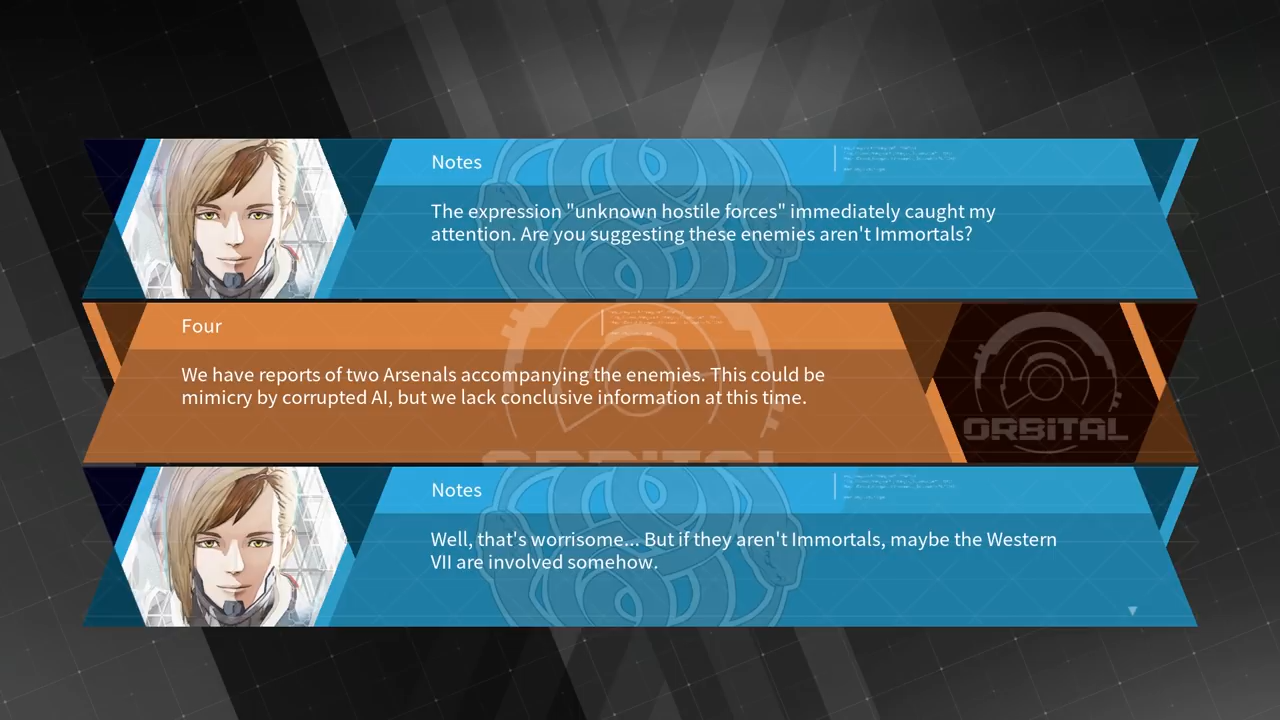 Notes
The expression "unknown hostile forces" immediately caught my
attention. Are you suggesting these enemies aren't Immortals?
Four
We have reports of two Arsenals accompanying the enemies. This could be
mimicry by corrupted AI, but we lack conclusive information at this time.
ORBITAL
ORBITAL
Notes
Well, that's worrisome... But if they aren't Immortals, maybe the Western
VII are involved somehow.